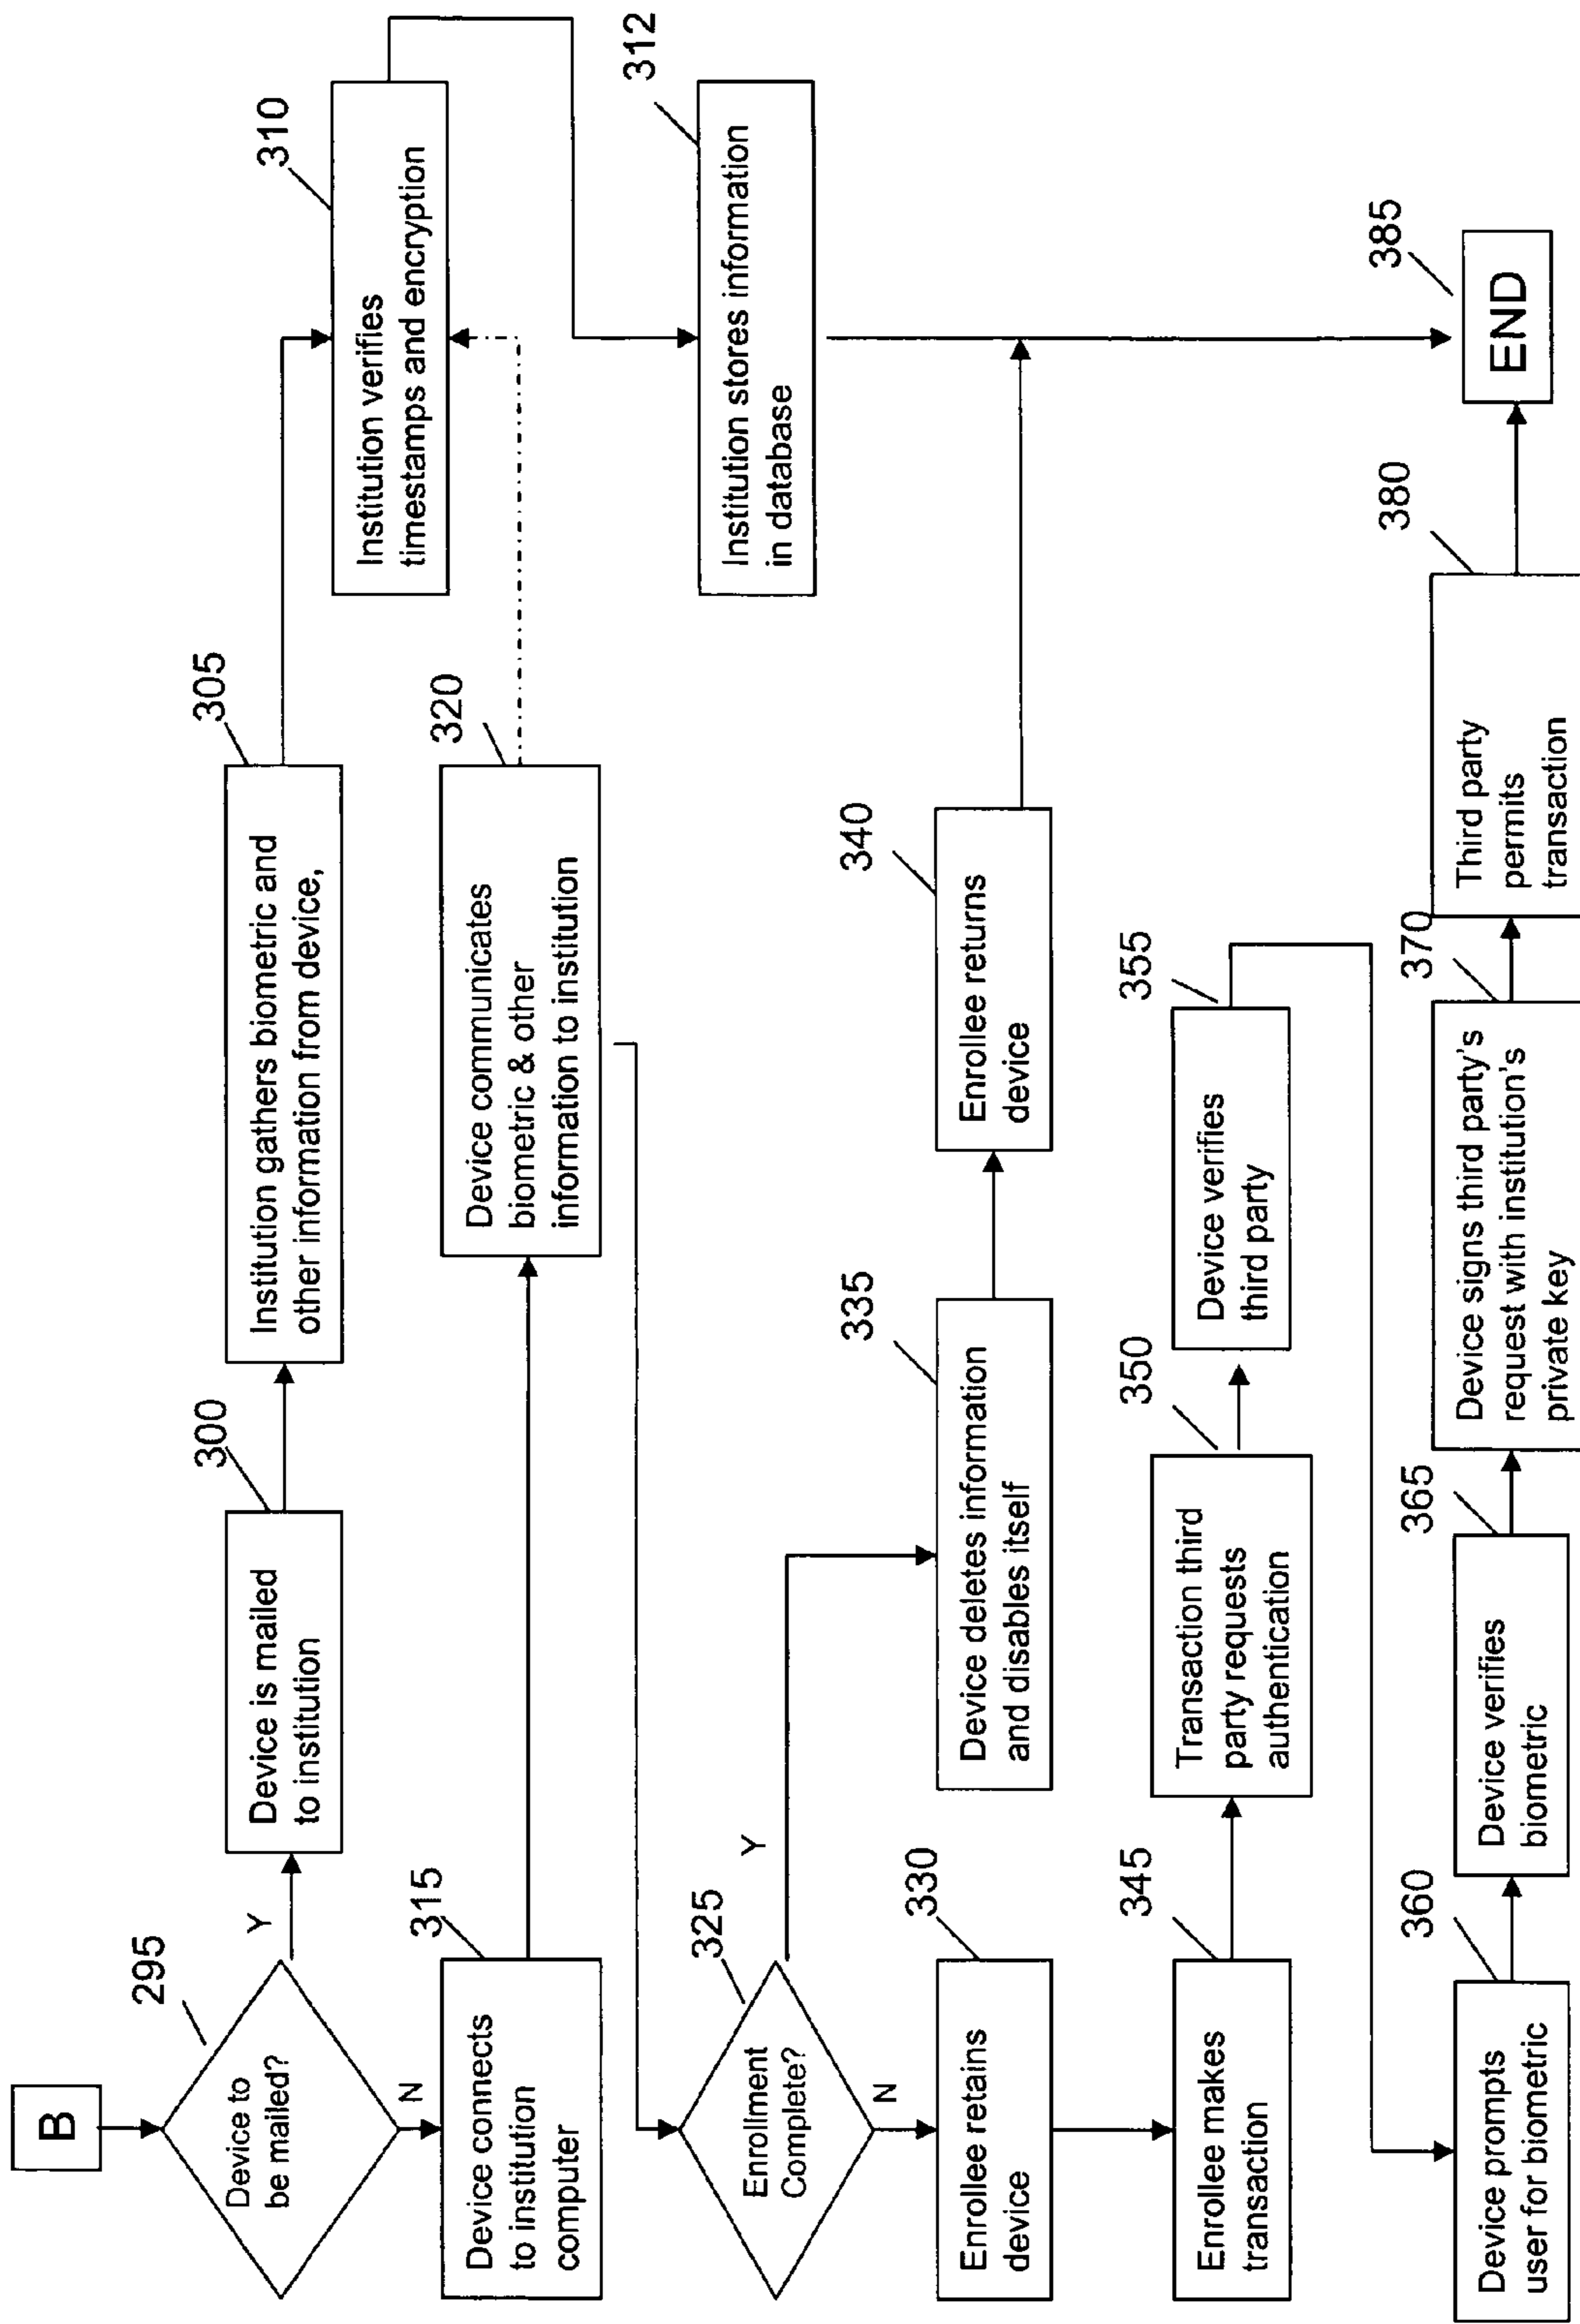 B
295
Device to
be mailed?
Y
N
300
Device is mailed
to institution
305
Institution gathers biometric and
other information from device,
310
Institution verifies
timestamps and encryption
312
Institution stores information
in database
315
Device connects
to institution
computer
320
Device communicates
biometric & other
information to institution
325
Enrollment
Complete?
Y
N
335
Device deletes information
and disables itself
340
Enrollee returns
device
330
Enrollee retains
device
345
Enrollee makes
transaction
350
Transaction third
party requests
authentication
355
Device verifies
third party
360
Device prompts
user for biometric
365
Device verifies
biometric
370
Device signs third party's
request with institution's
private key
380
Third party
permits
transaction
385
END